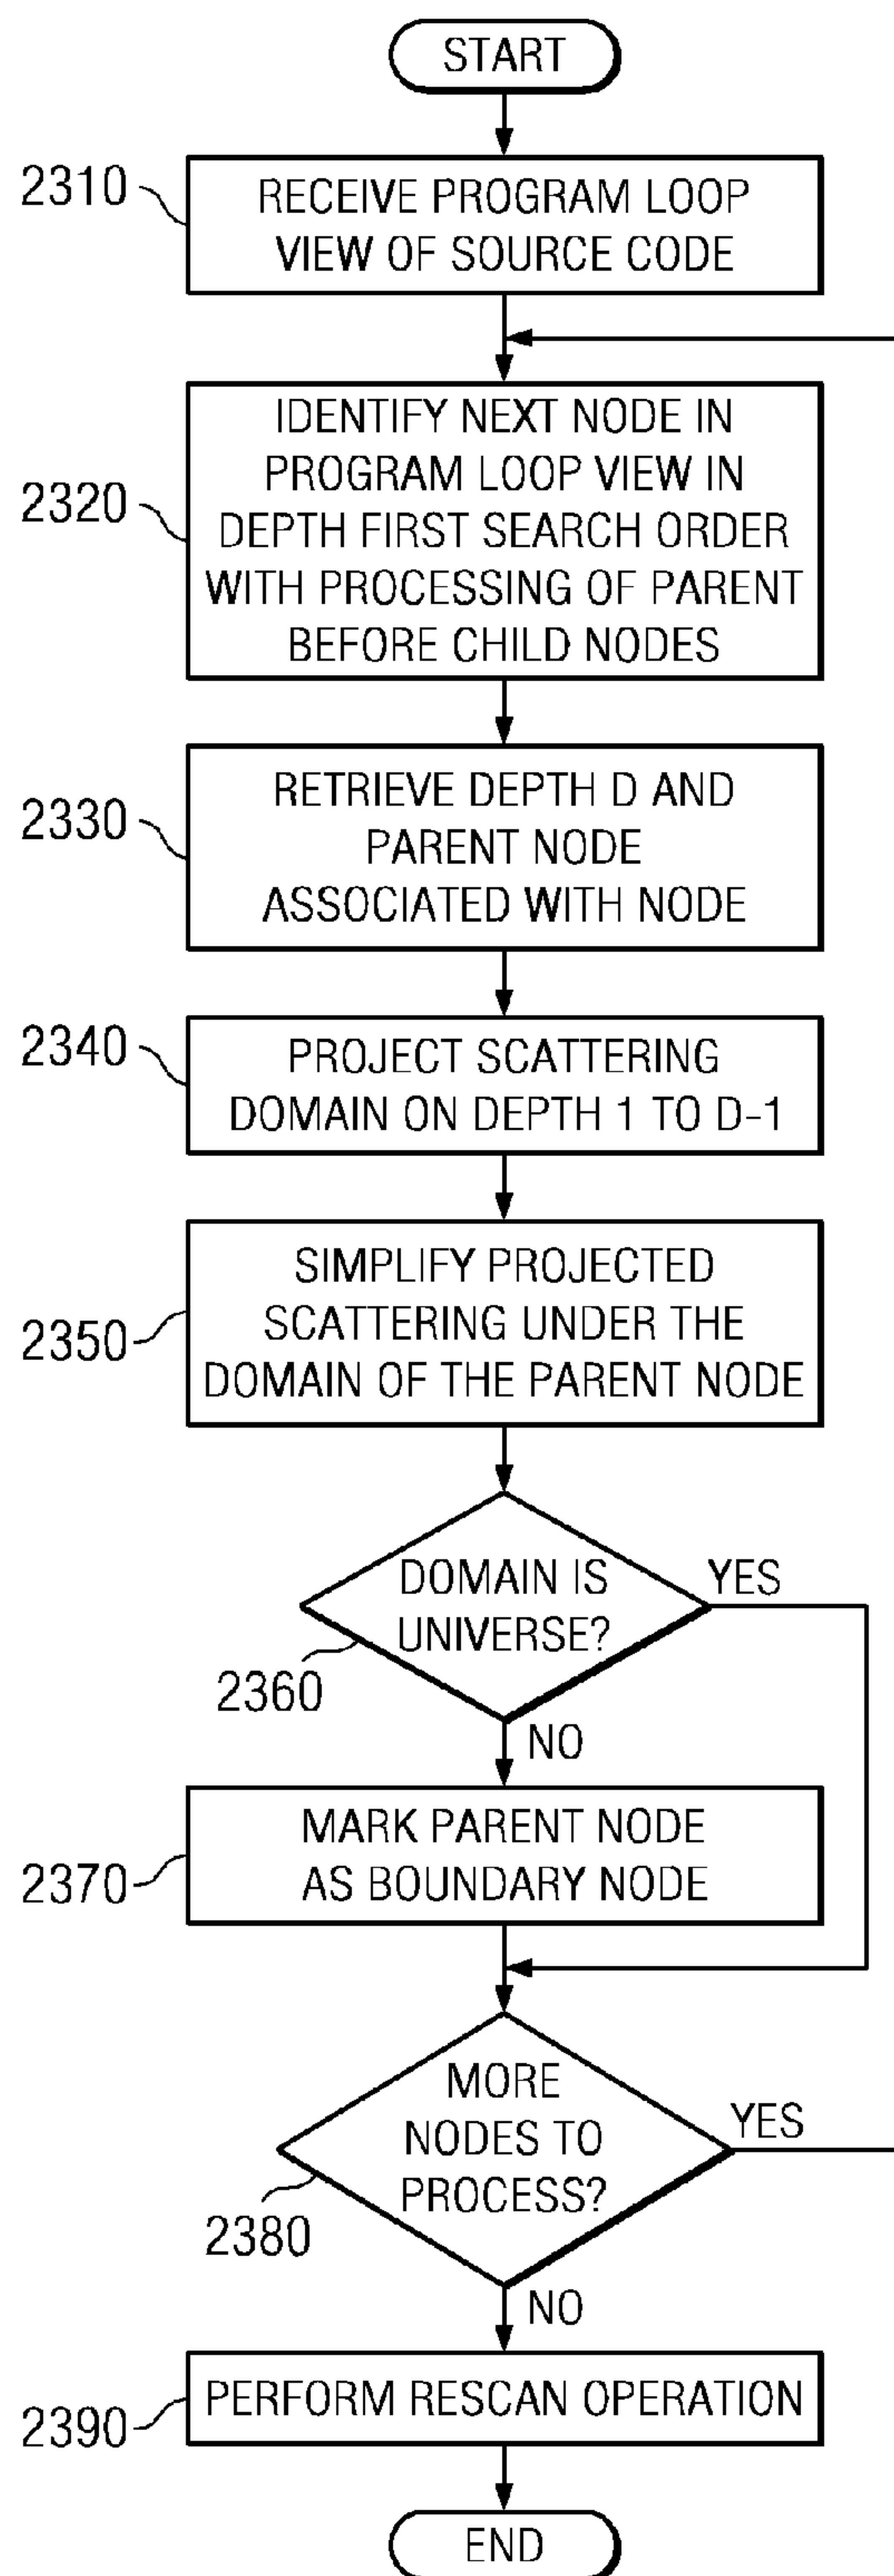 START
2310
RECEIVE PROGRAM LOOP
VIEW OF SOURCE CODE
2320
IDENTIFY NEXT NODE IN
PROGRAM LOOP VIEW IN
DEPTH FIRST SEARCH ORDER
WITH PROCESSING OF PARENT
BEFORE CHILD NODES
2330
RETRIEVE DEPTH D AND
PARENT NODE
ASSOCIATED WITH NODE
2340
PROJECT SCATTERING
DOMAIN ON DEPTH 1 TO D-1
2350
SIMPLIFY PROJECTED
SCATTERING UNDER THE
DOMAIN OF THE PARENT NODE
DOMAIN IS
UNIVERSE?
YES
2360
NO
2370
MARK PARENT NODE
AS BOUNDARY NODE
MORE
NODES TO
PROCESS?
YES
2380
NO
2390
PERFORM RESCAN OPERATION
END